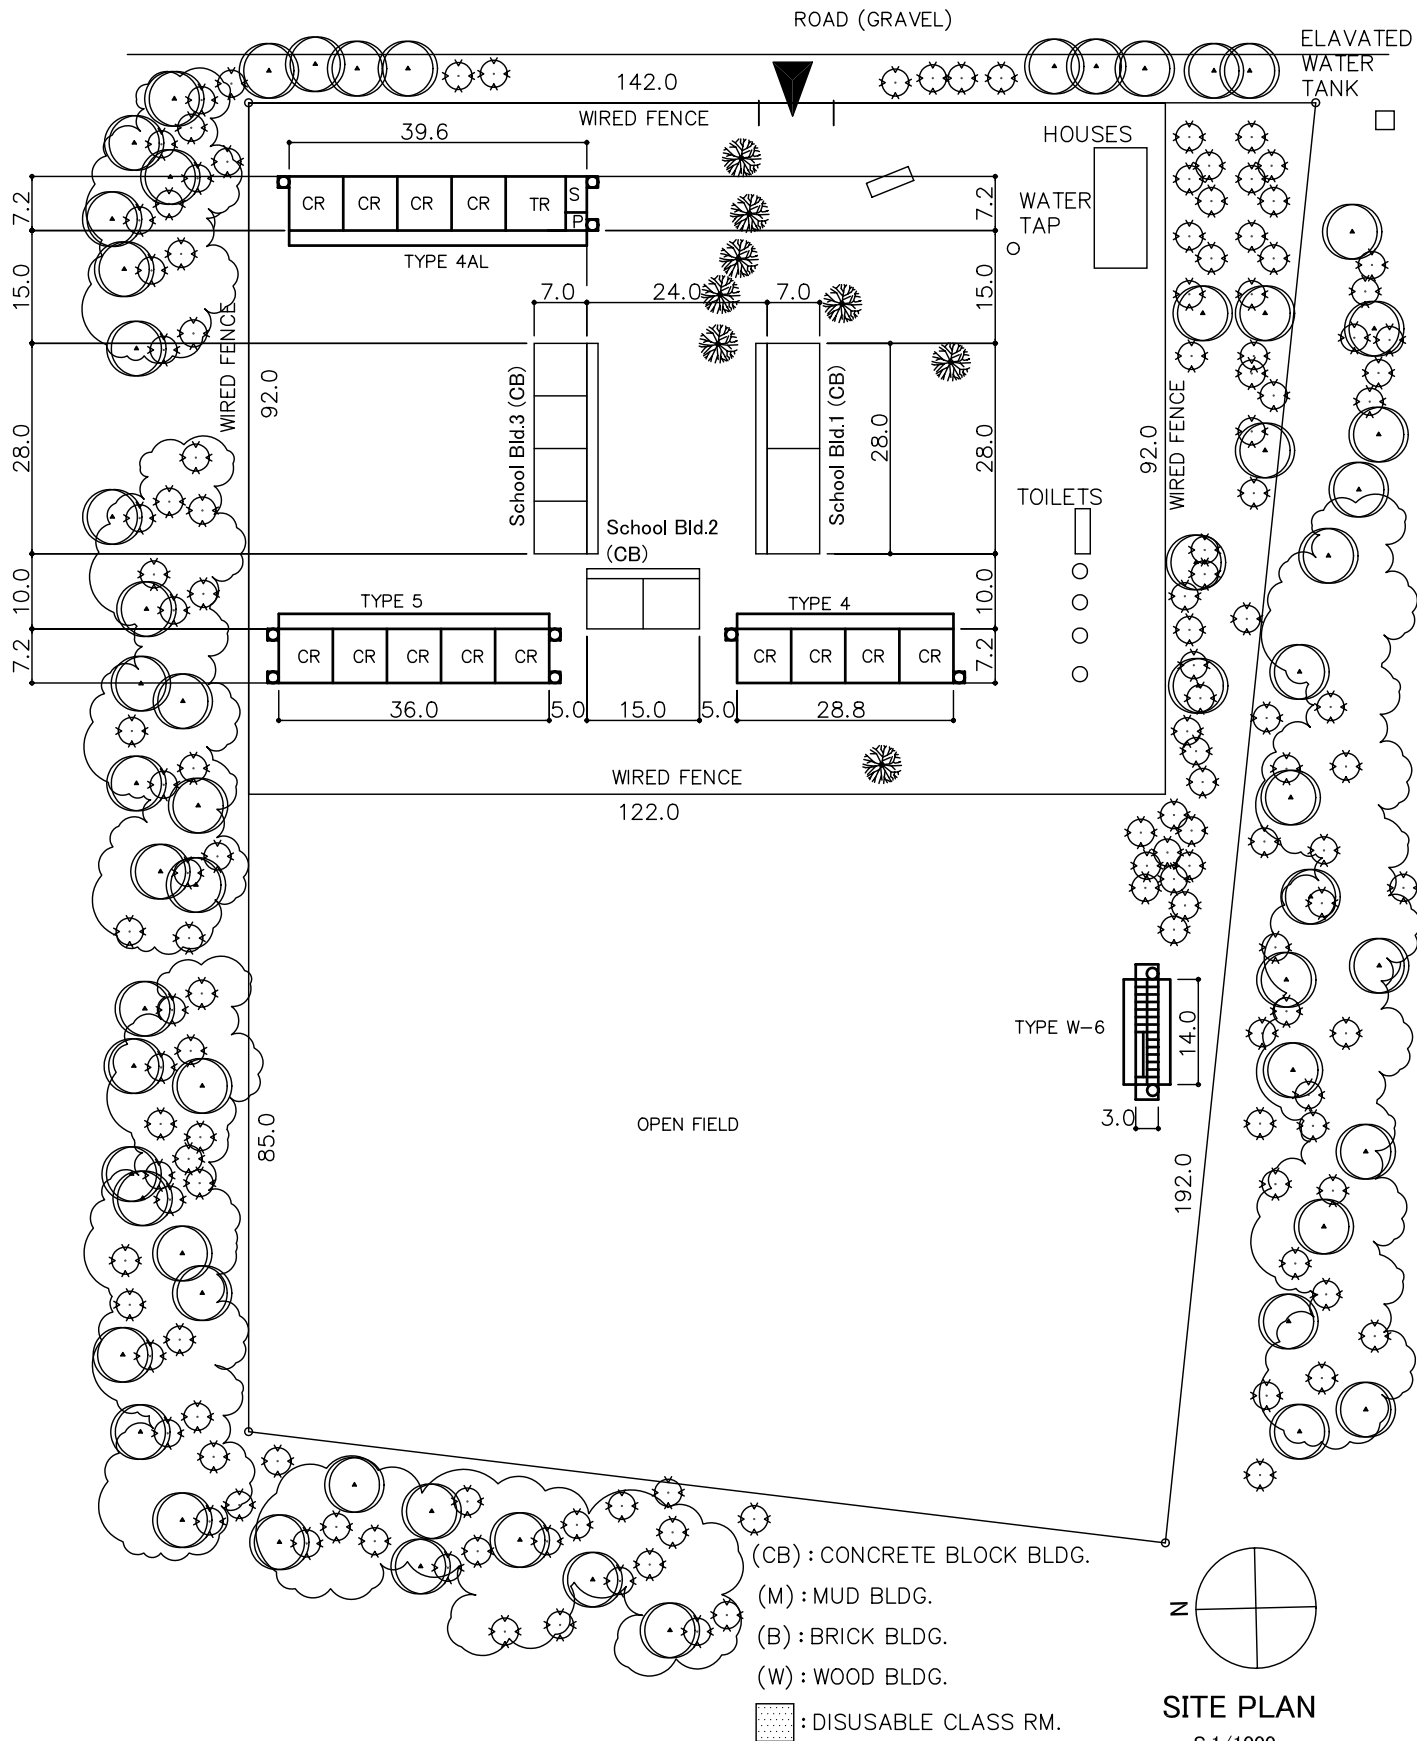 ROAD (GRAVEL)
ELAVATED
WATER
TANK
142.0
WIRED FENCE
39.6
HOUSES
7.2
CR
CR
CR
CR
TR
S
P
7.2
WATER
TAP
TYPE 4AL
15.0
15.0
7.0
24.0
7.0
WIRED FENCE
92.0
School Bld.3 (CB)
School Bld.1 (CB)
28.0
28.0
28.0
92.0
WIRED FENCE
TOILETS
School Bld.2
(CB)
10.0
10.0
TYPE 5
TYPE 4
7.2
CR
CR
CR
CR
CR
CR
CR
CR
CR
7.2
36.0
5.0
15.0
5.0
28.8
WIRED FENCE
122.0
TYPE W-6
14.0
3.0
OPEN FIELD
85.0
192.0
(CB) : CONCRETE BLOCK BLDG.
(M) : MUD BLDG.
(B) : BRICK BLDG.
(W) : WOOD BLDG.
: DISUSABLE CLASS RM.
N
SITE PLAN